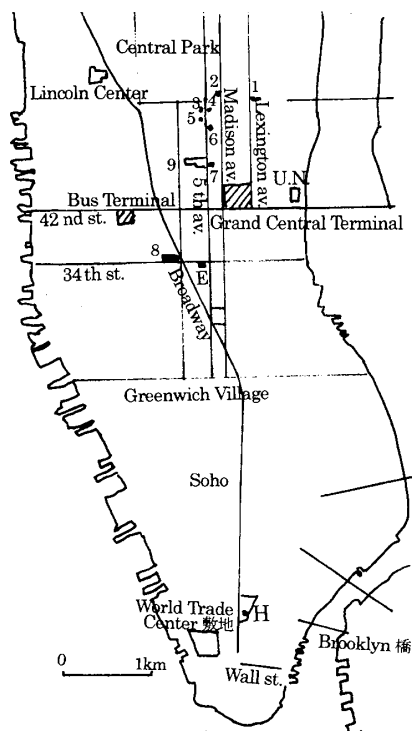 Central Park
Lincoln Center
2
1
3
4
5
6
7
9
Madison av.
Lexington av.
5 th av.
U.N.
Bus Terminal
42 nd st.
Grand Central Terminal
8
34 th st.
E
Broadway
Greenwich Village
Soho
World Trade
Center 敷地
H
Brooklyn 橋
Wall st.
0
1km